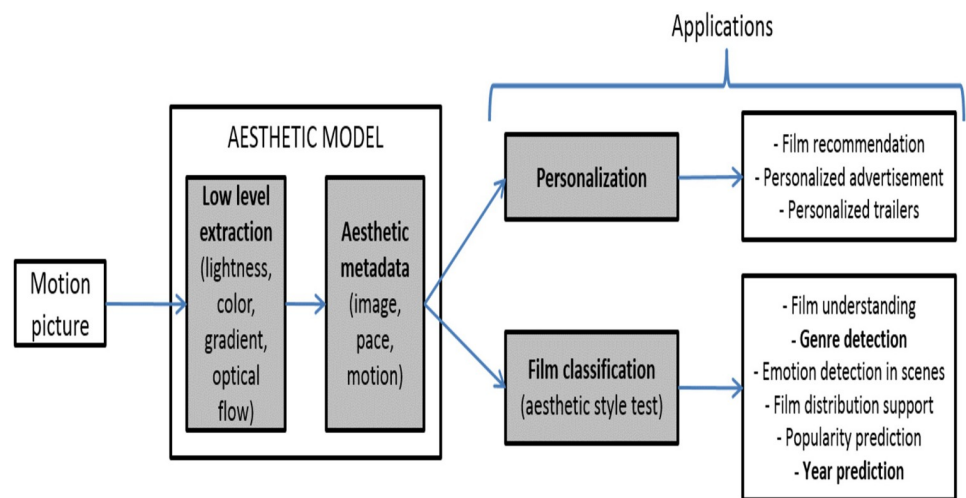 Applications
AESTHETIC MODEL
Motion
picture
Low level
extraction
(lightness,
color,
gradient,
optical
flow)
Aesthetic
metadata
(image,
pace,
motion)
Personalization
- Film recommendation
- Personalized advertisement
- Personalized trailers
Film classification
(aesthetic style test)
- Film understanding
- Genre detection
- Emotion detection in scenes
- Film distribution support
- Popularity prediction
- Year prediction